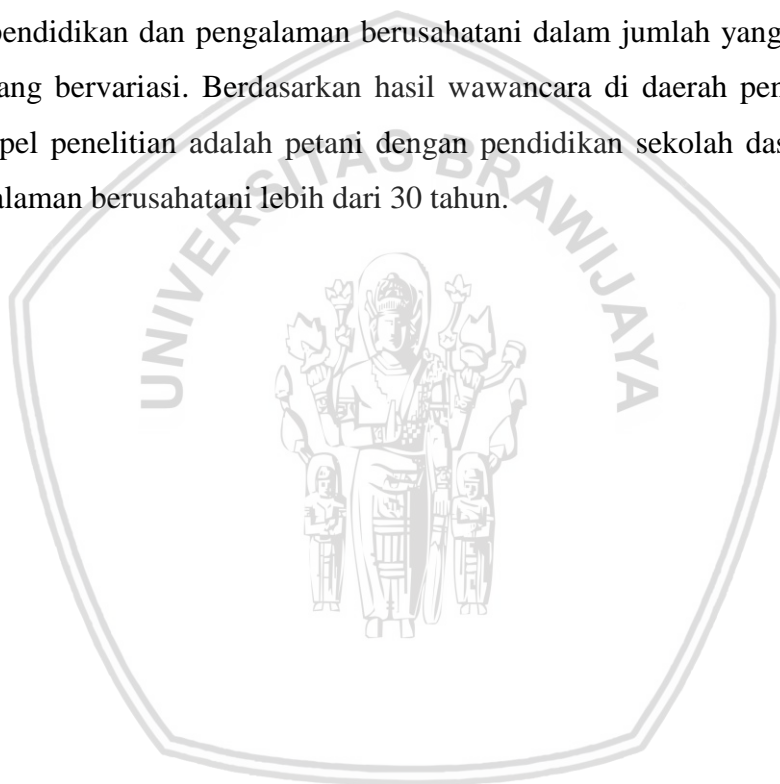 pendidikan dan pengalaman berusahatani dalam jumlah yang
ang bervariasi. Berdasarkan hasil wawancara di daerah pen
pel penelitian adalah petani dengan pendidikan sekolah das
alaman berusahatani lebih dari 30 tahun.
UNIVERSITAS BRAWIJAYA